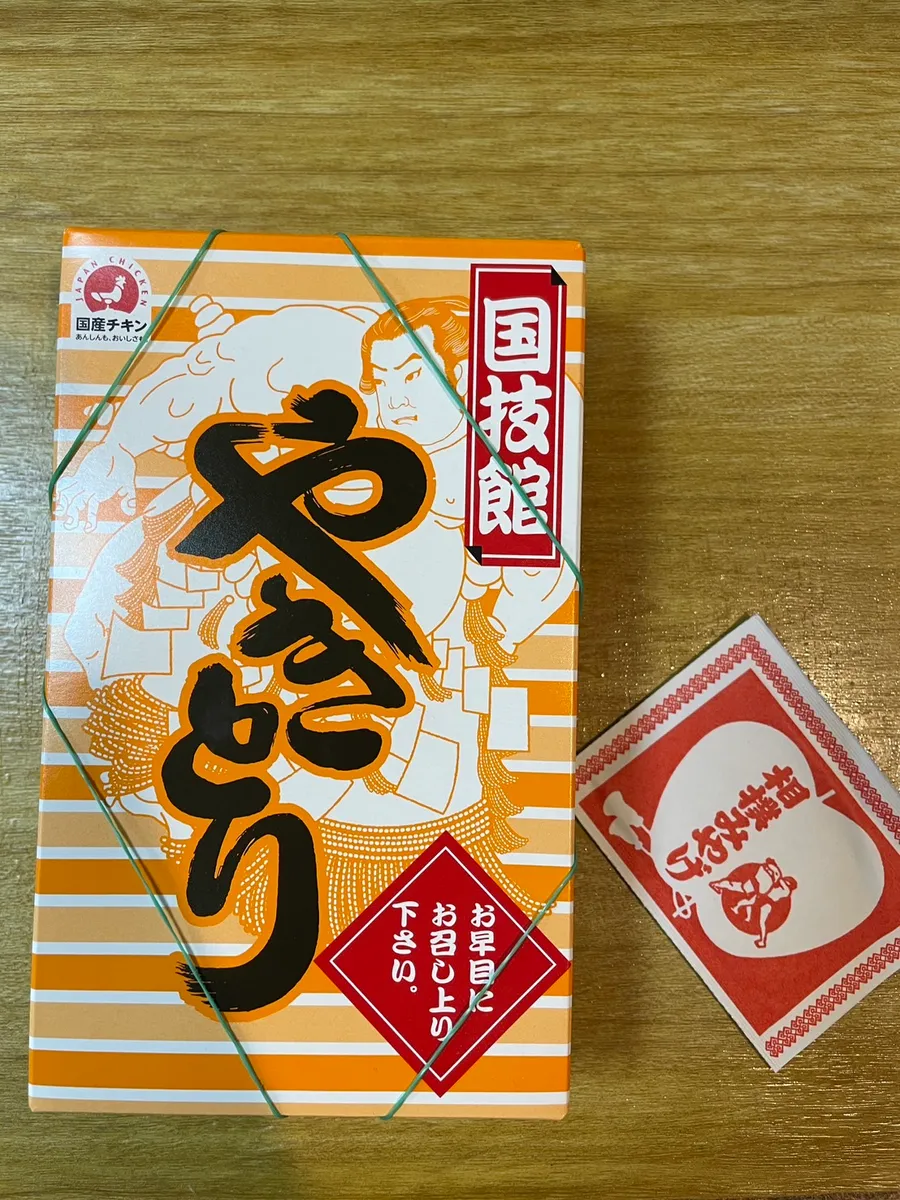 JAPAN CHICKEN
国産チキン
あんしんも、おいしさも。
国技館
やきとり
お早目に
お召し上り
下さい。
相撲みやげ